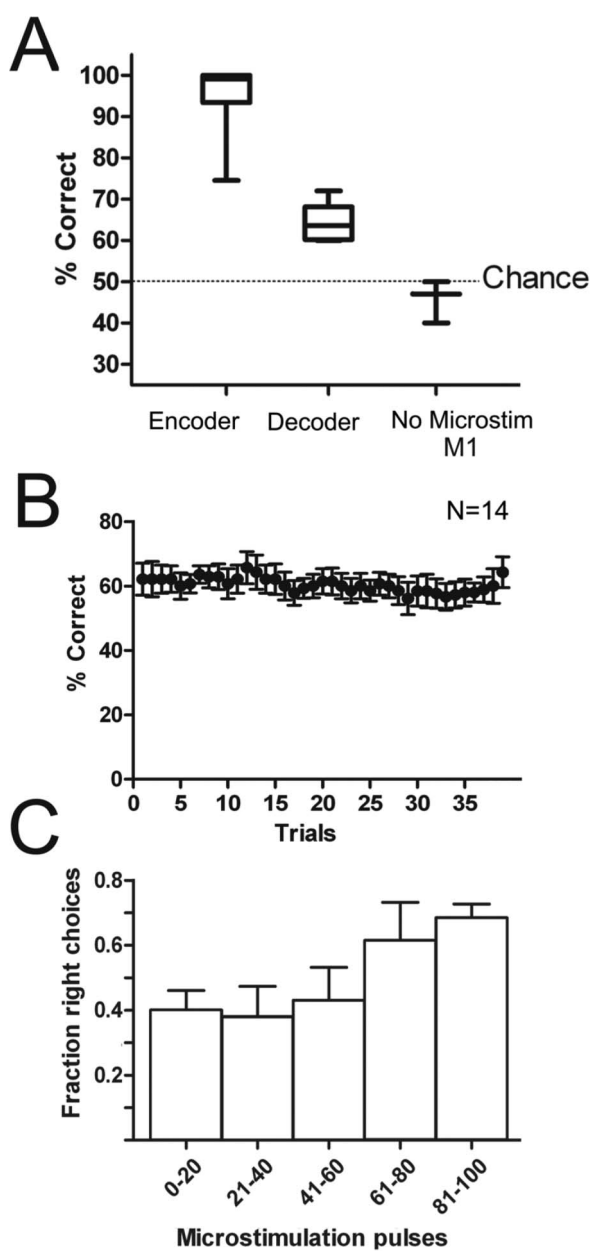 A
100
90
80
70
60
50
40
30
% Correct
Chance
Encoder Decoder No Microstim
M1
B
N=14
80
60
40
20
0
% Correct
0 5 10 15 20 25 30 35
Trials
C
0.8
0.6
0.4
0.2
Fraction right choices
0-20 21-40 41-60 61-80 81-100
Microstimulation pulses